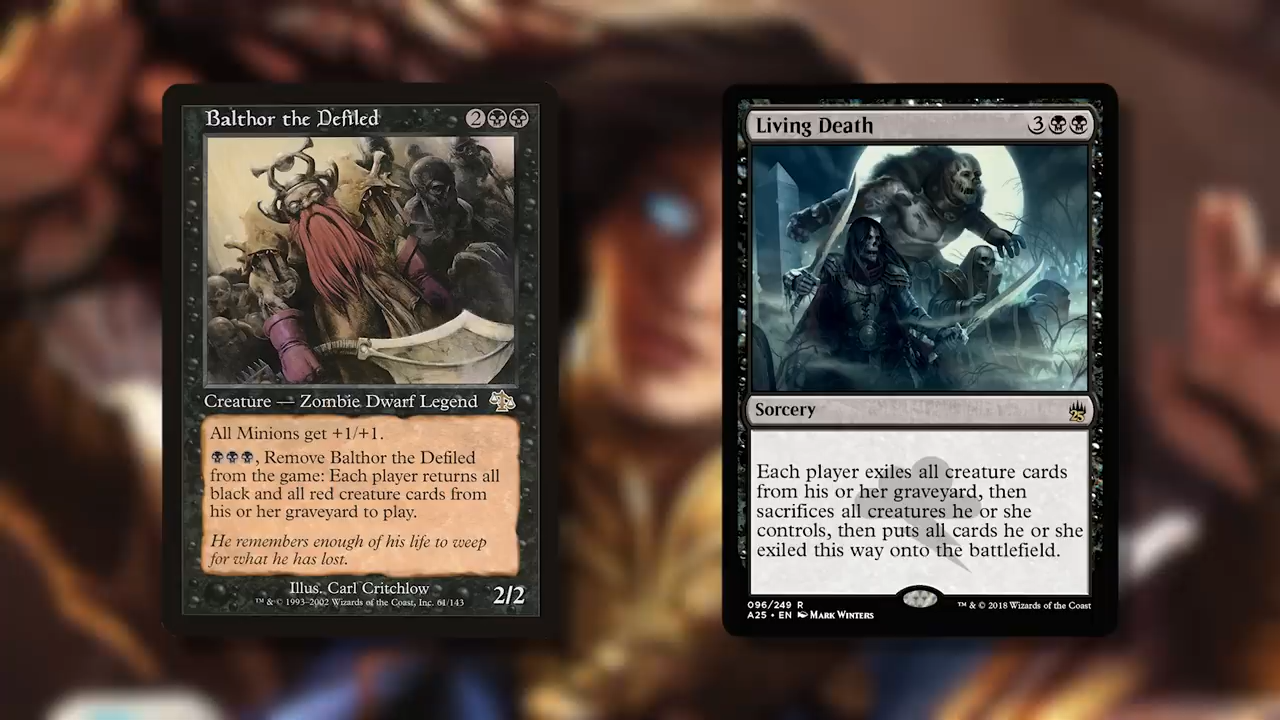 Balthor the Defiled
2
Creature — Zombie Dwarf Legend
All Minions get +1/+1.
, Remove Balthor the Defiled
from the game: Each player returns all
black and all red creature cards from
his or her graveyard to play.
He remembers enough of his life to weep
for what he has lost.
Illus. Carl Critchlow
™ & © 1993–2002 Wizards of the Coast, Inc. 61/143
2/2
Living Death
3
Sorcery
25
Each player exiles all creature cards
from his or her graveyard, then
sacrifices all creatures he or she
controls, then puts all cards he or she
exiled this way onto the battlefield.
096/249 R
™ & © 2018 Wizards of the Coast
A25 • EN Mark Winters